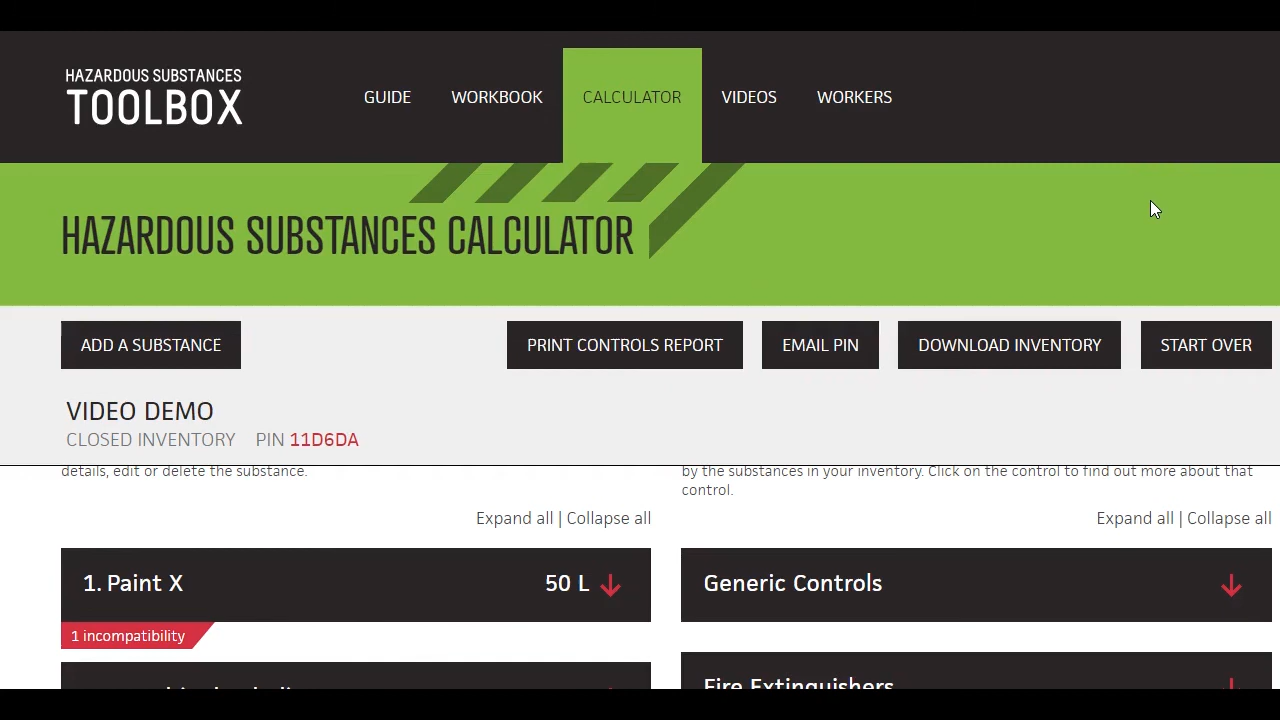 HAZARDOUS SUBSTANCES
TOOLBOX
GUIDE
WORKBOOK
CALCULATOR
VIDEOS
WORKERS
HAZARDOUS SUBSTANCES CALCULATOR
ADD A SUBSTANCE
PRINT CONTROLS REPORT
EMAIL PIN
DOWNLOAD INVENTORY
START OVER
VIDEO DEMO
CLOSED INVENTORY PIN 11D6DA
details, edit or delete the substance.
by the substances in your inventory. Click on the control to find out more about that
control.
Expand all | Collapse all
Expand all | Collapse all
1. Paint X 50 L
Generic Controls
1 incompatibility
Fire Extinguishers